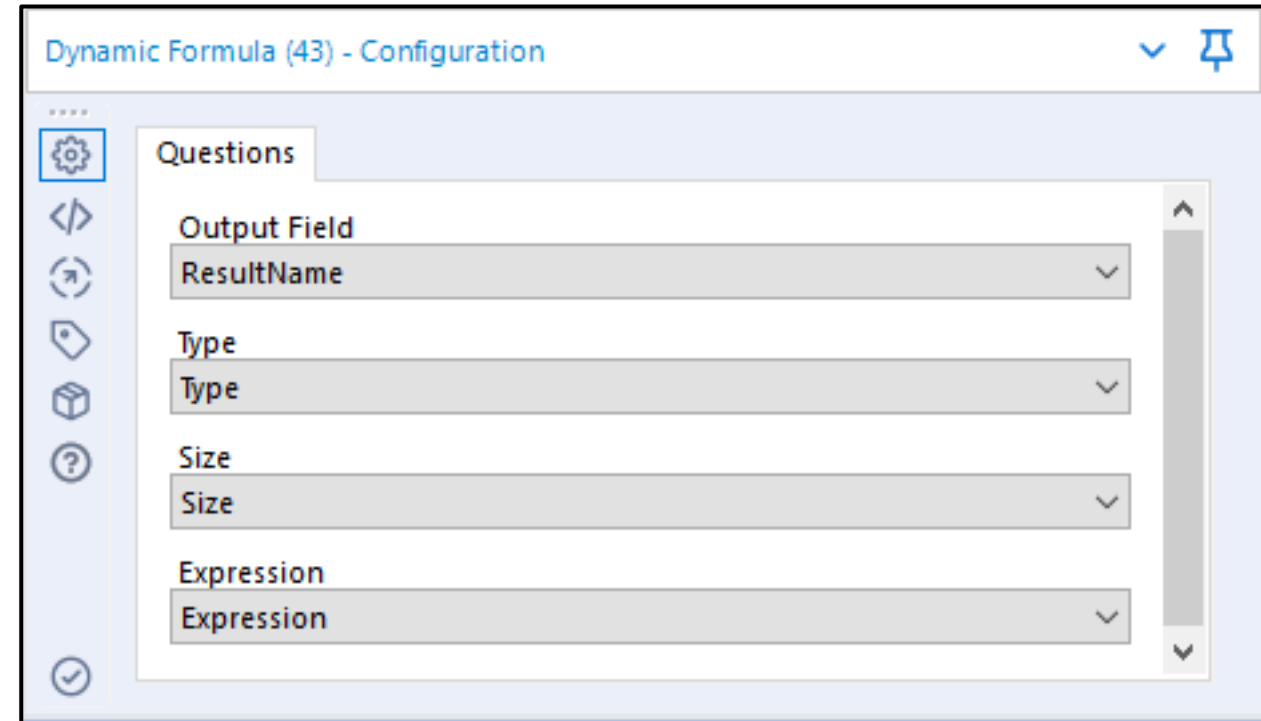 Dynamic Formula (43) - Configuration
Questions
Output Field
ResultName
Type
Type
Size
Size
Expression
Expression